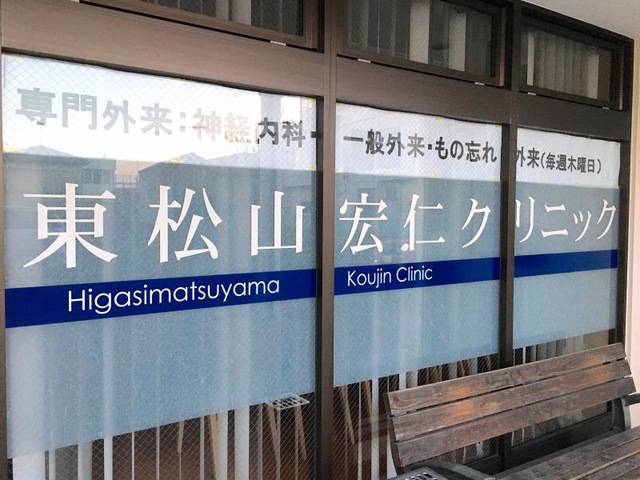 専門外来：神経内科・一般外来・もの忘れ外来（毎週木曜日）
東松山宏仁クリニック
Higasimatsuyama Koujin Clinic